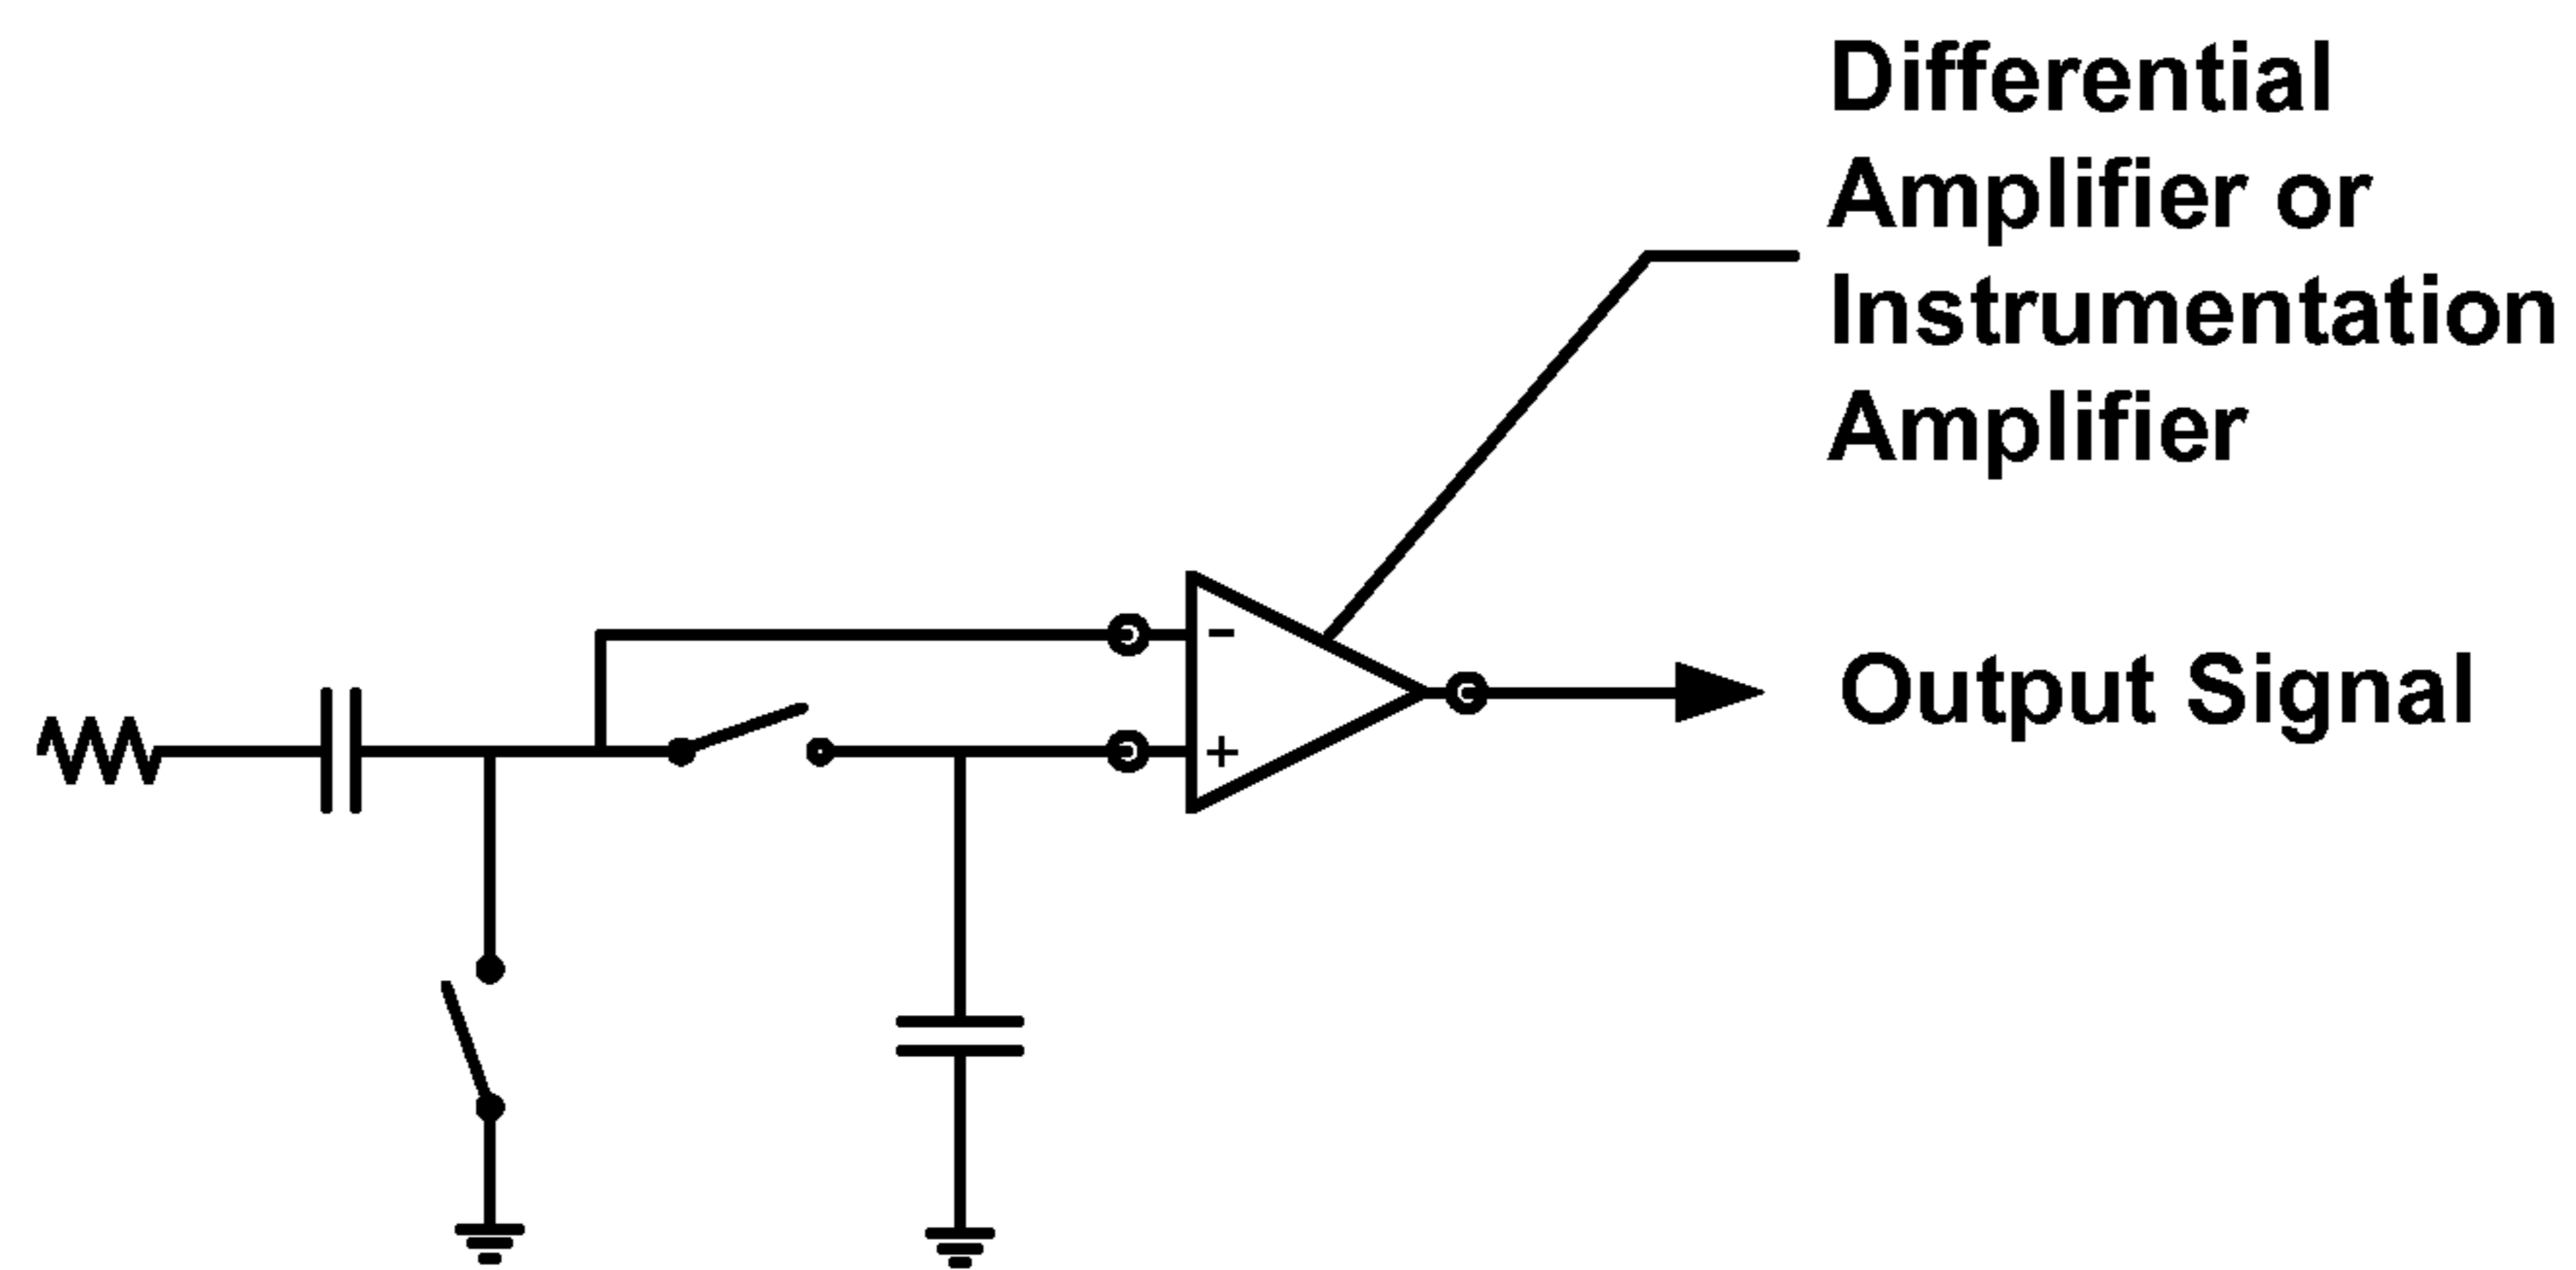 Differential
Amplifier or
Instrumentation
Amplifier
-
+
Output Signal